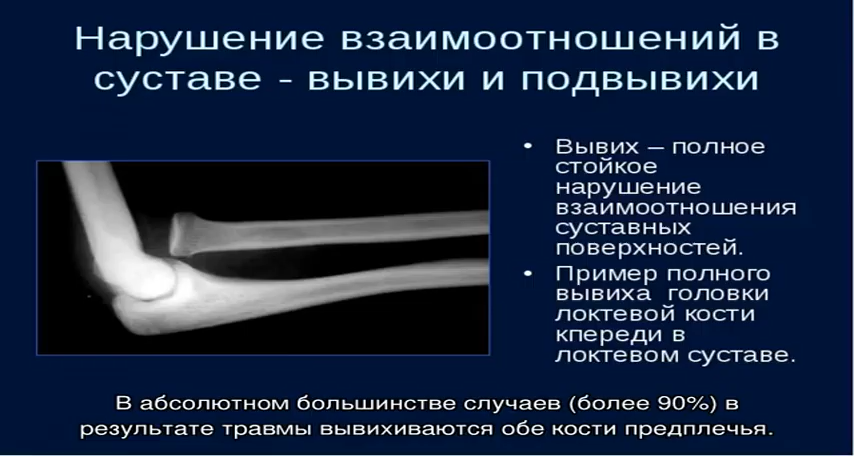 Нарушение взаимоотношений в
суставе - вывихи и подвывихи
• Вывих – полное
стойкое
нарушение
взаимоотношения
суставных
поверхностей.
• Пример полного
вывиха головки
локтевой кости
кпереди в
локтевом суставе.
В абсолютном большинстве случаев (более 90%) в
результате травмы вывихиваются обе кости предплечья.